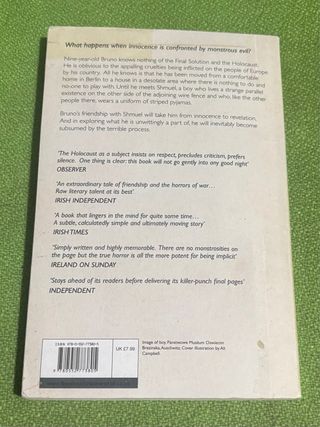 What happens when innocence is confronted by monstrous evil?
Nine-year-old Bruno knows nothing of the Final Solution and the Holocaust.
He is oblivious to the appalling cruelties being inflicted on the people of Europe
by his country. All he knows is that he has been moved from a comfortable
home in Berlin to a house in a desolate area where there is nothing to do and
no-one to play with. Until he meets Shmuel, a boy who lives a strange parallel
existence on the other side of the adjoining wire fence and who, like the other
people there, wears a uniform of striped pyjamas.
Bruno's friendship with Shmuel will take him from innocence to revelation.
And in exploring what he is unwittingly a part of, he will inevitably become
subsumed by the terrible process.
'The Holocaust as a subject insists on respect, precludes criticism, prefers
silence. One thing is clear: this book will not go gently into any good night'
OBSERVER
'An extraordinary tale of friendship and the horrors of war...
Raw literary talent at its best'
IRISH INDEPENDENT
'A book that lingers in the mind for quite some time...
A subtle, calculatedly simple and ultimately moving story'
IRISH TIMES
'Simply written and highly memorable. There are no monstrosities on
the page but the true horror is all the more potent for being implicit'
IRELAND ON SUNDAY
'Stays ahead of its readers before delivering its killer-punch final pages'
INDEPENDENT
UK £7.99
Image of boy: Panstwowe Muzeum Oswiecim
Brezinska, Auschwitz. Cover illustration by Ali
Campbell.